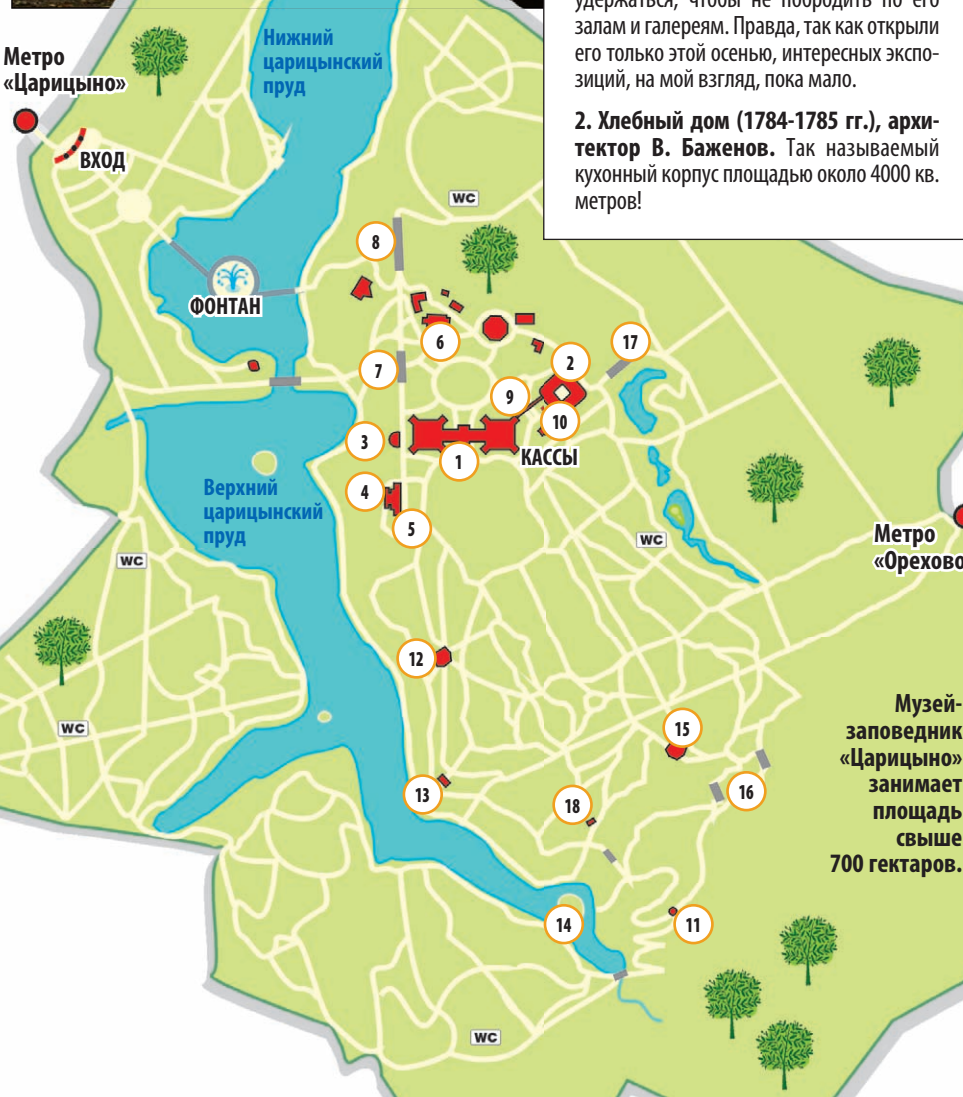 удержаться, чтобы не побродить по его
залам и галереям. Правда, так как открыли
его только этой осенью, интересных экспо-
зиций, на мой взгляд, пока мало.
2. Хлебный дом (1784-1785 гг.), архи-
тектор В. Баженов. Так называемый
кухонный корпус площадью около 4000 кв.
метров!
Метро
«Царицыно»
ВХОД
Нижний
царицынский
пруд
WC
8
ФОНТАН
6
7
2
17
9
10
3
1
КАССЫ
4
5
Верхний
царицынский
пруд
WC
WC
Метро
«Орехово
12
WC
15
13
18
16
Музей-
заповедник
«Царицыно»
занимает
площадь
свыше
700 гектаров.
14
11
WC